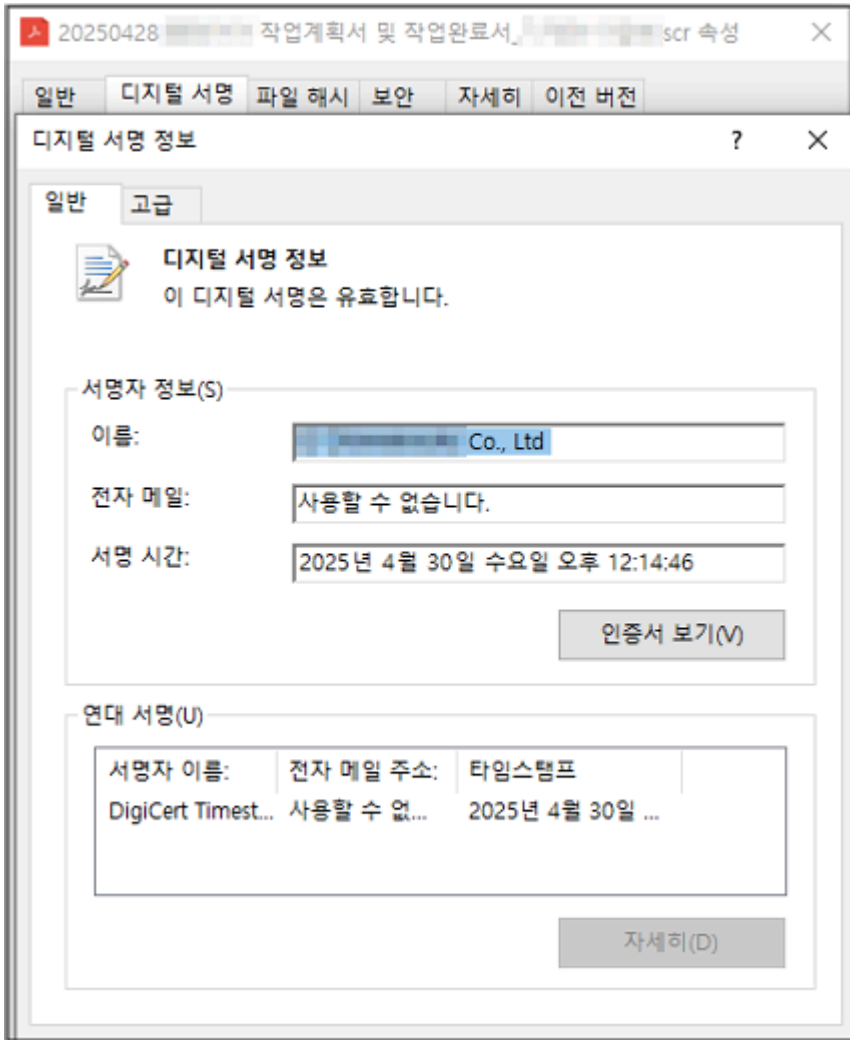 20250428 작업계획서 및 작업완료서_ scr 속성
일반 디지털 서명 파일 해시 보안 자세히 이전 버전
디지털 서명 정보 ?
일반 고급
디지털 서명 정보
이 디지털 서명은 유효합니다.
서명자 정보(S)
이름: Co., Ltd
전자 메일: 사용할 수 없습니다.
서명 시간: 2025년 4월 30일 수요일 오후 12:14:46
인증서 보기(V)
연대 서명(U)
서명자 이름: 전자 메일 주소: 타임스탬프
DigiCert Timest... 사용할 수 없... 2025년 4월 30일 ...
자세히(D)